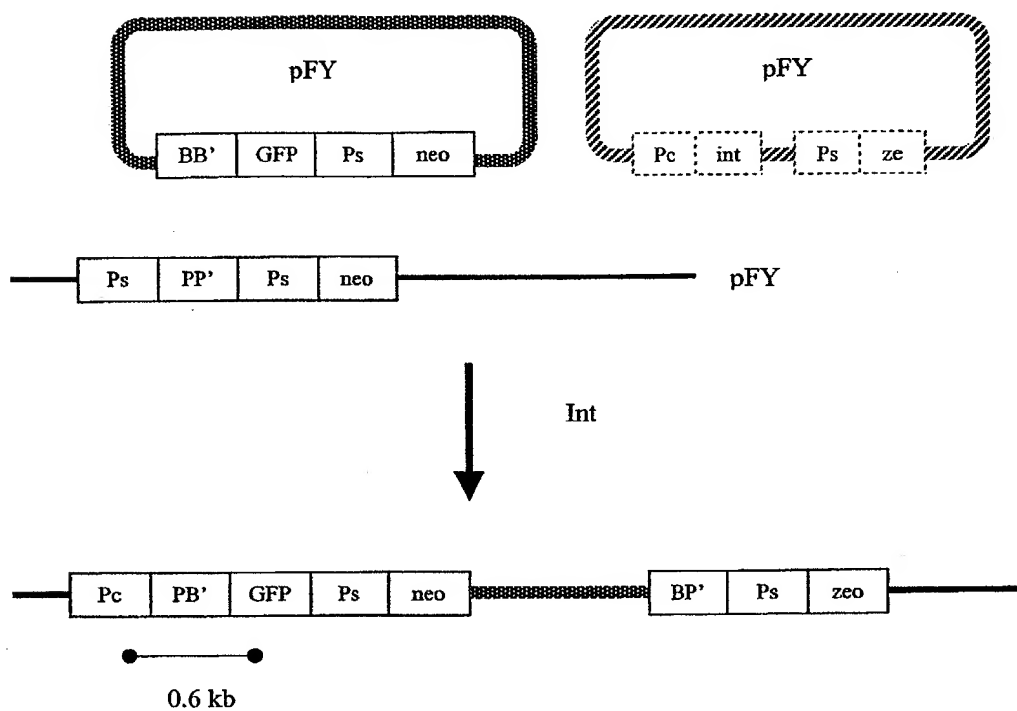 pFY pFY
BB' GFP Ps neo Pc int Ps ze
Ps PP' Ps neo pFY
Int
Pc PB' GFP Ps neo BP' Ps zeo
0.6 kb